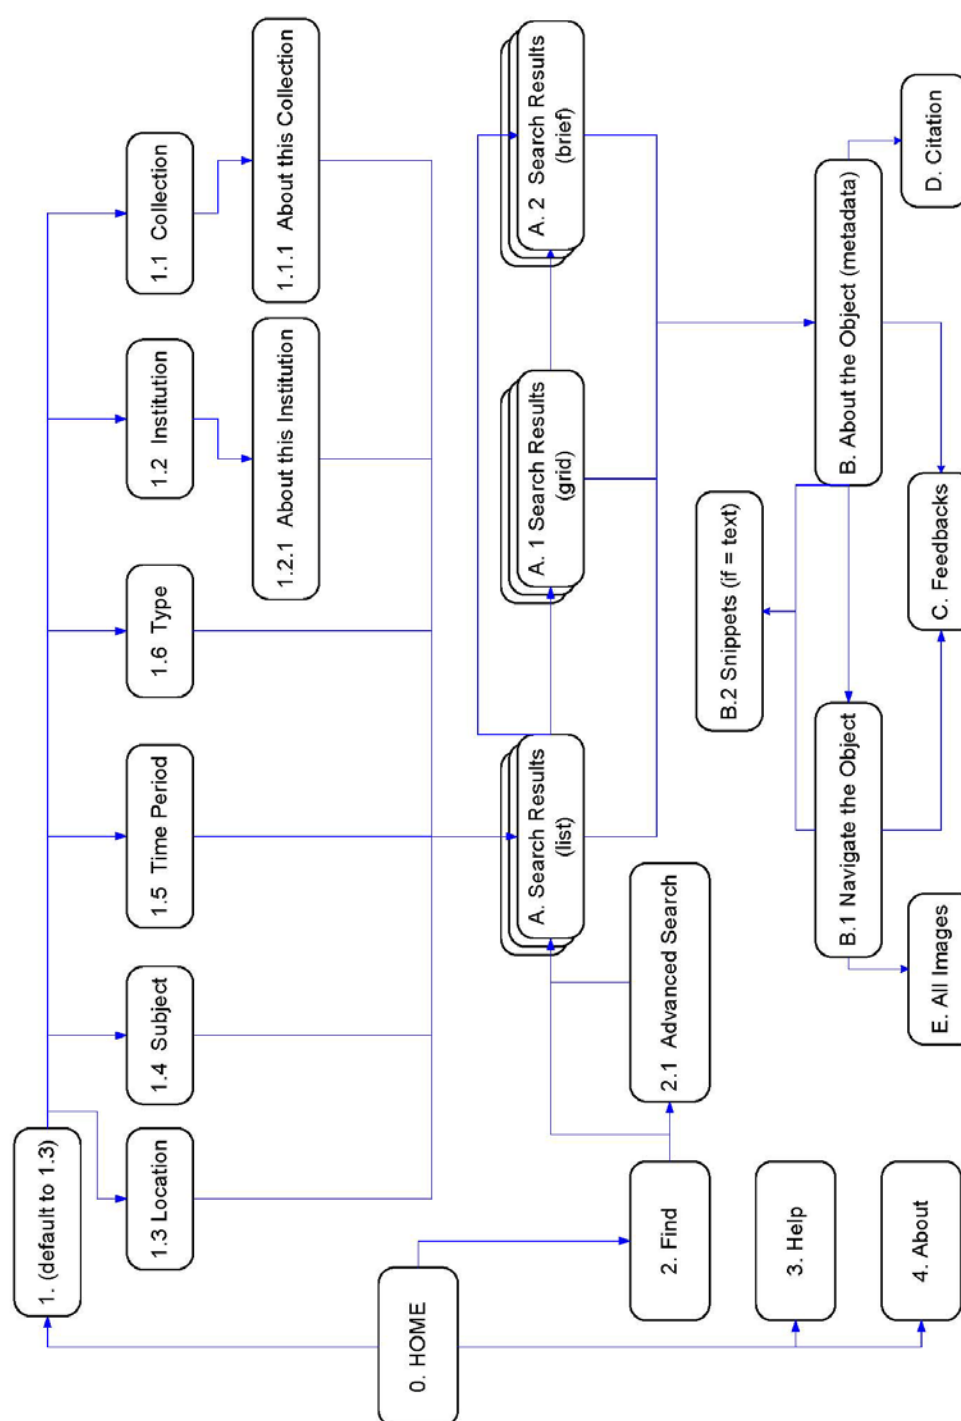 0. HOME
1. (default to 1.3)
2. Find
3. Help
4. About
1.3 Location
1.4 Subject
1.5 Time Period
1.6 Type
1.2 Institution
1.1 Collection
1.2.1 About this Institution
1.1.1 About this Collection
2.1 Advanced Search
A. Search Results
(list)
A. 1 Search Results
(grid)
A. 2 Search Results
(brief)
B.2 Snippets (if = text)
B.1 Navigate the Object
B. About the Object (metadata)
E. All Images
C. Feedbacks
D. Citation